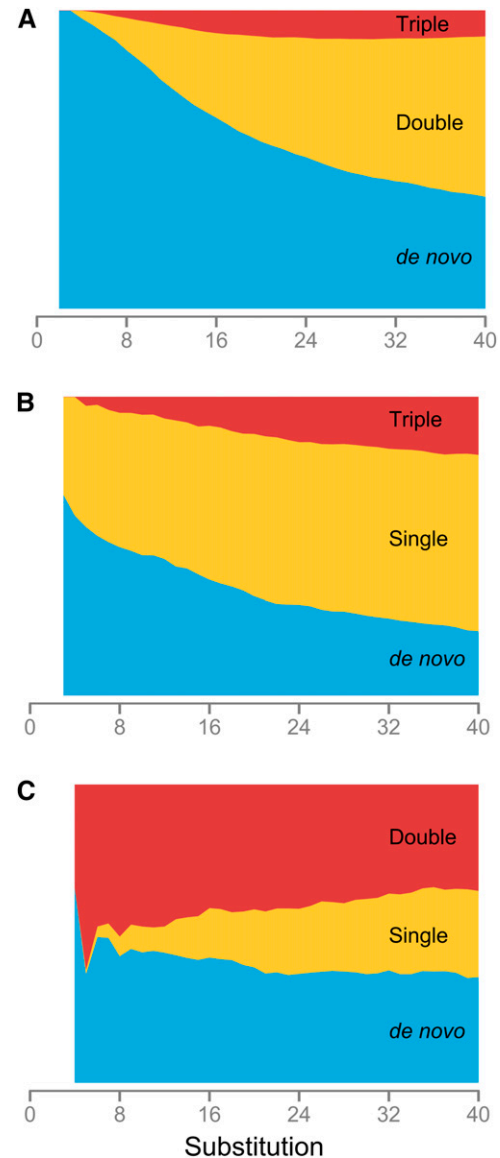 A
Triple
Double
de novo
0 8 16 24 32 40
B
Triple
Single
de novo
0 8 16 24 32 40
C
Double
Single
de novo
0 8 16 24 32 40
Substitution